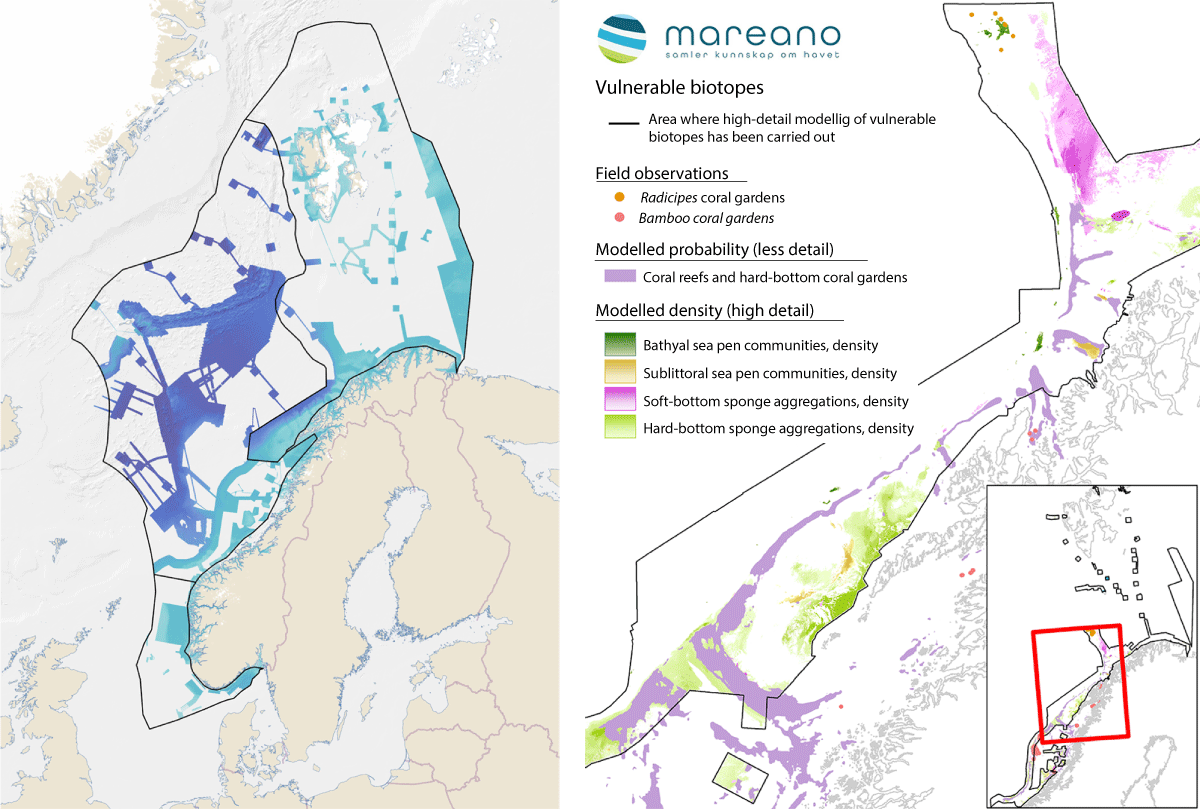 mareano
samler kunnskap om havet
Vulnerable biotopes
Area where high-detail modellig of vulnerable
biotopes has been carried out
Field observations
Radicipes coral gardens
Bamboo coral gardens
Modelled probability (less detail)
Coral reefs and hard-bottom coral gardens
Modelled density (high detail)
Bathyal sea pen communities, density
Sublittoral sea pen communities, density
Soft-bottom sponge aggregations, density
Hard-bottom sponge aggregations, density